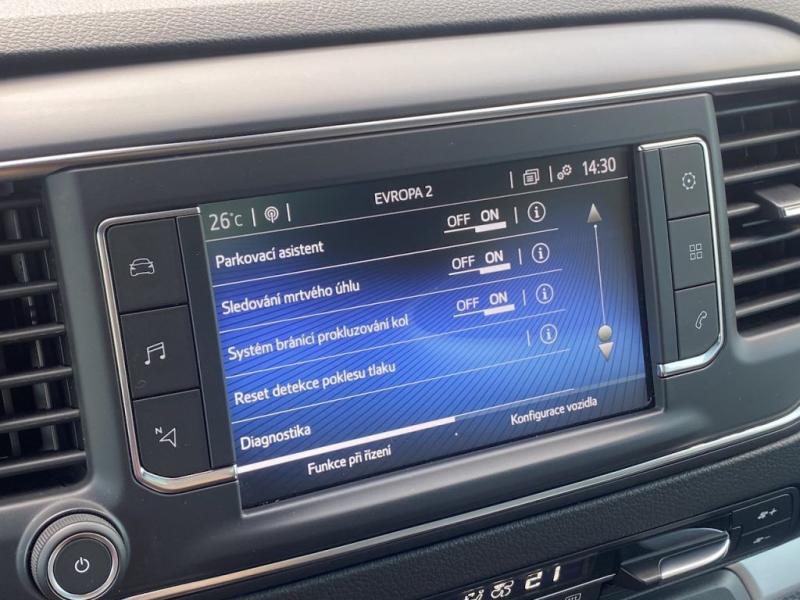 26°C EVROPA 2 14:30
Parkovací asistent OFF ON i
Sledování mrtvého úhlu OFF ON i
Systém bránící prokluzování kol OFF ON i
Reset detekce poklesu tlaku i
Diagnostika
Funkce při řízení Konfigurace vozidla
N
21